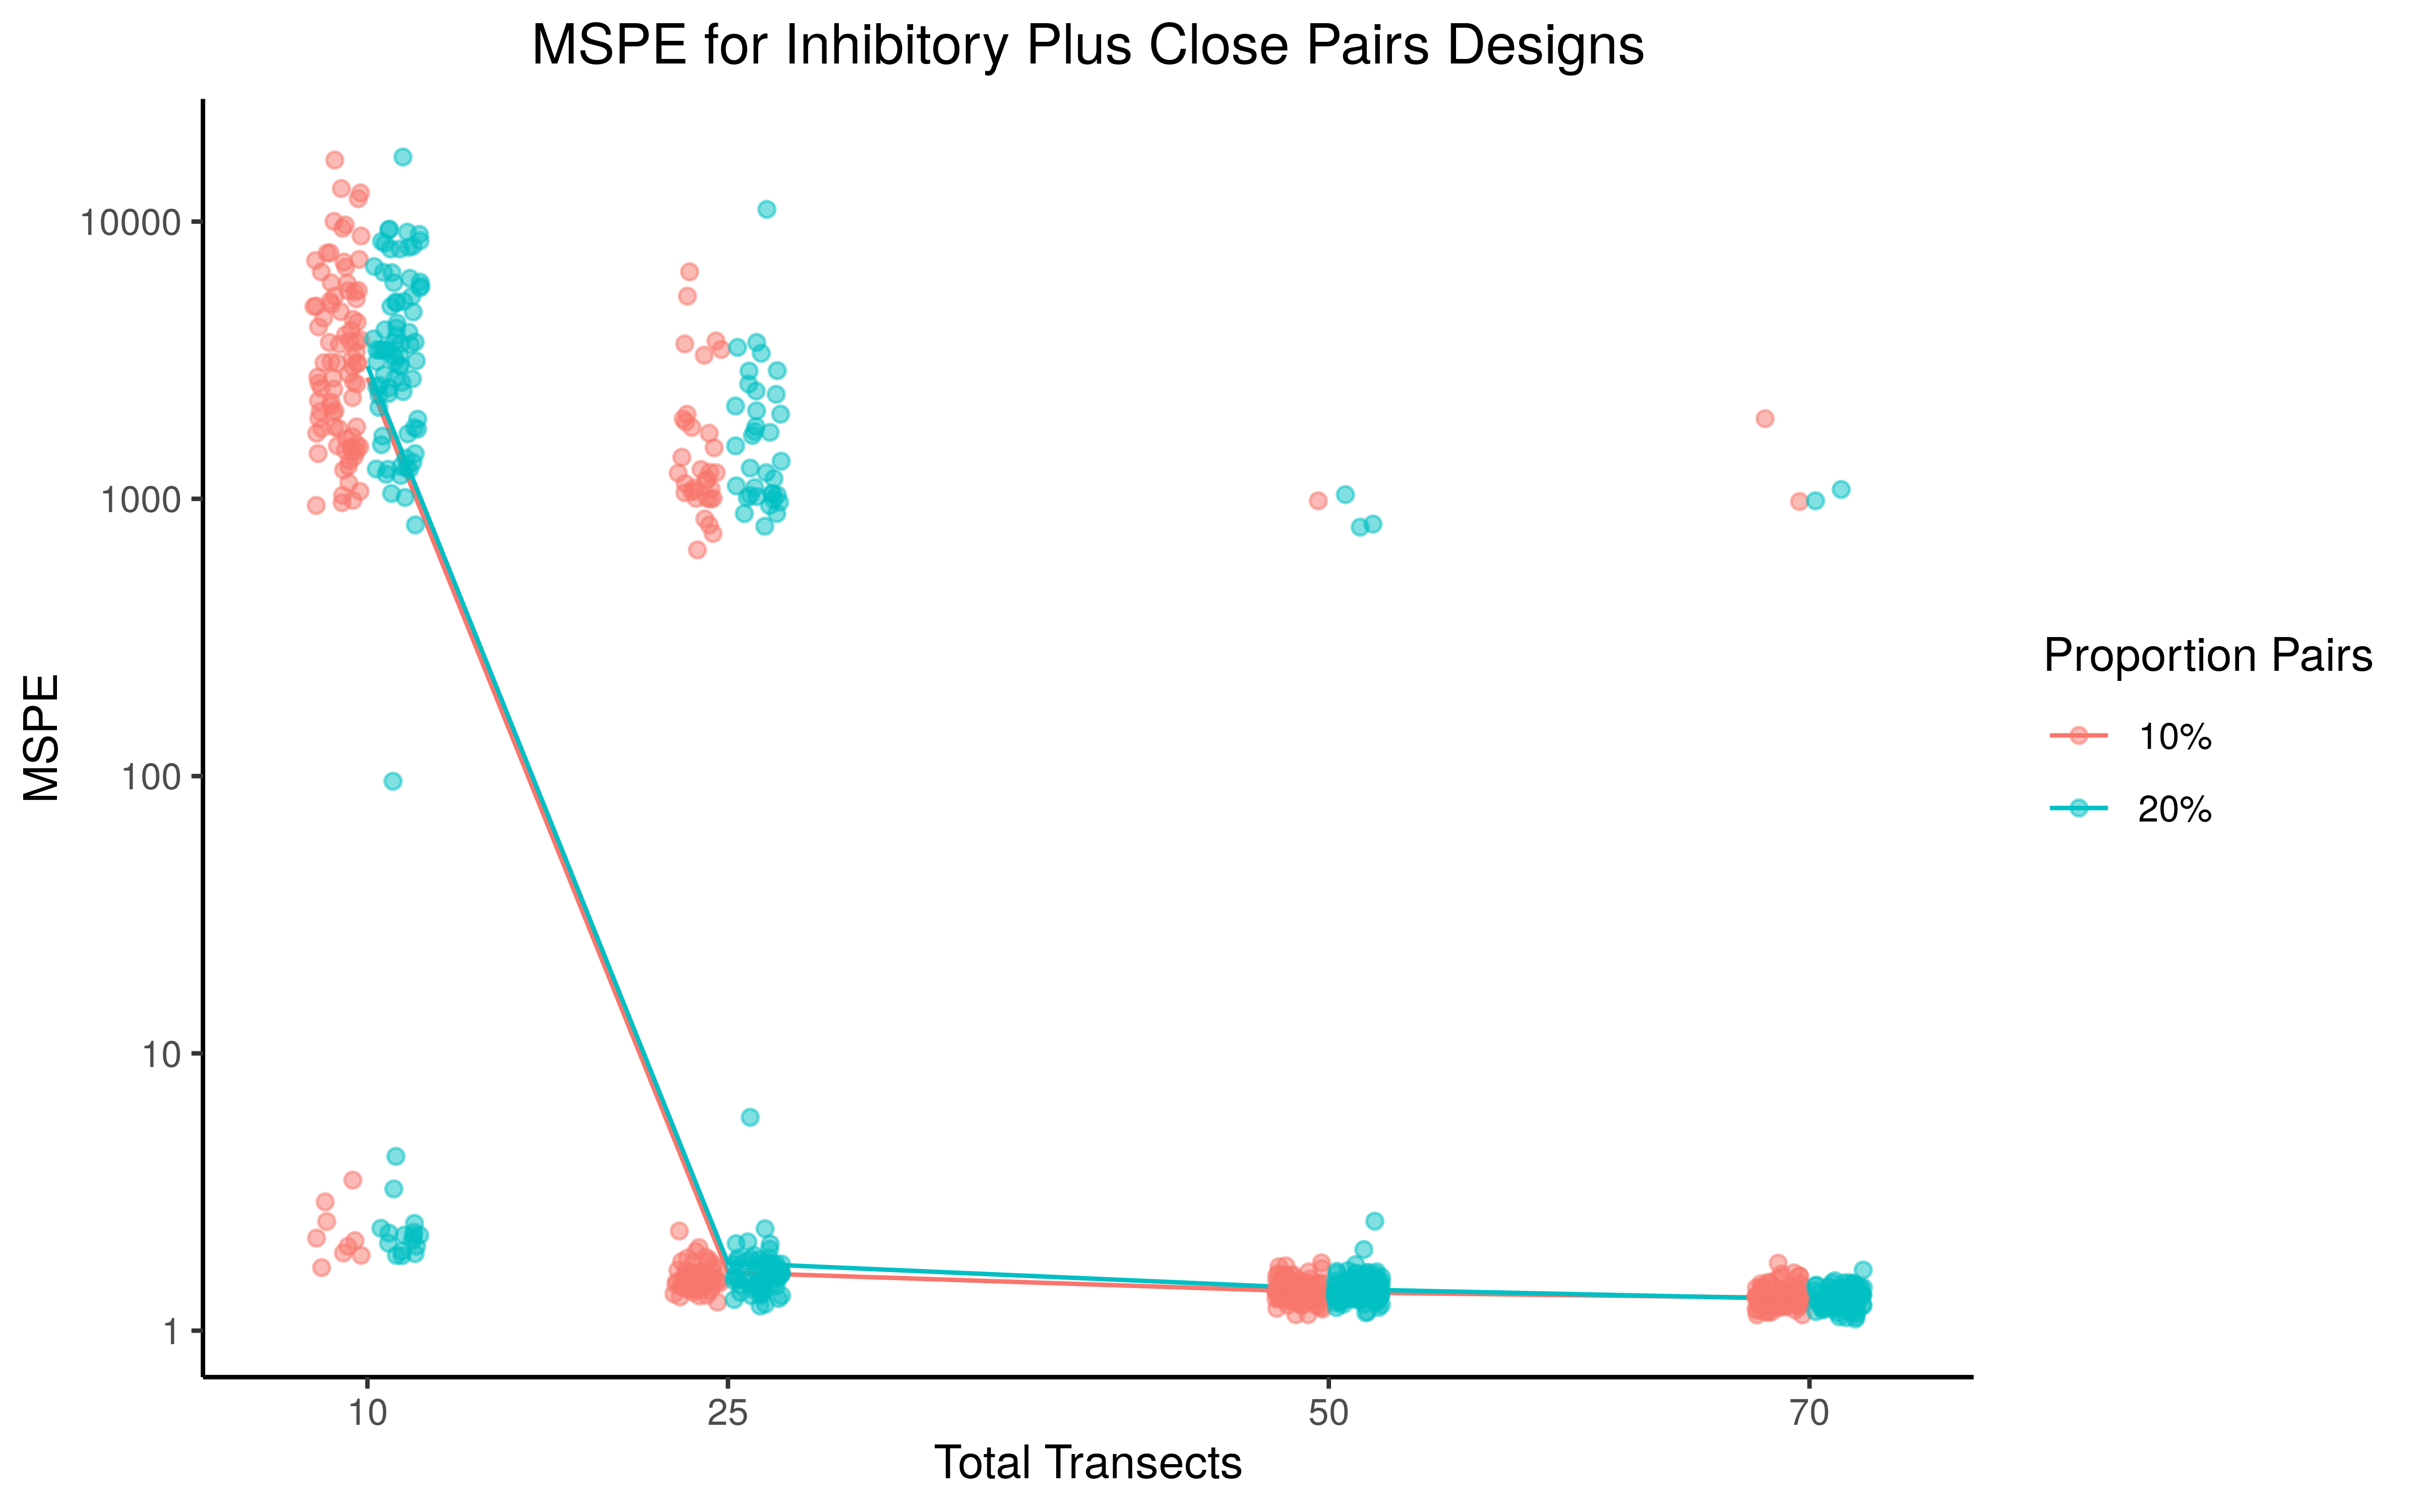 MSPE for Inhibitory Plus Close Pairs Designs
MSPE
10000
1000
100
10
1
10
25
50
70
Total Transects
Proportion Pairs
10%
20%